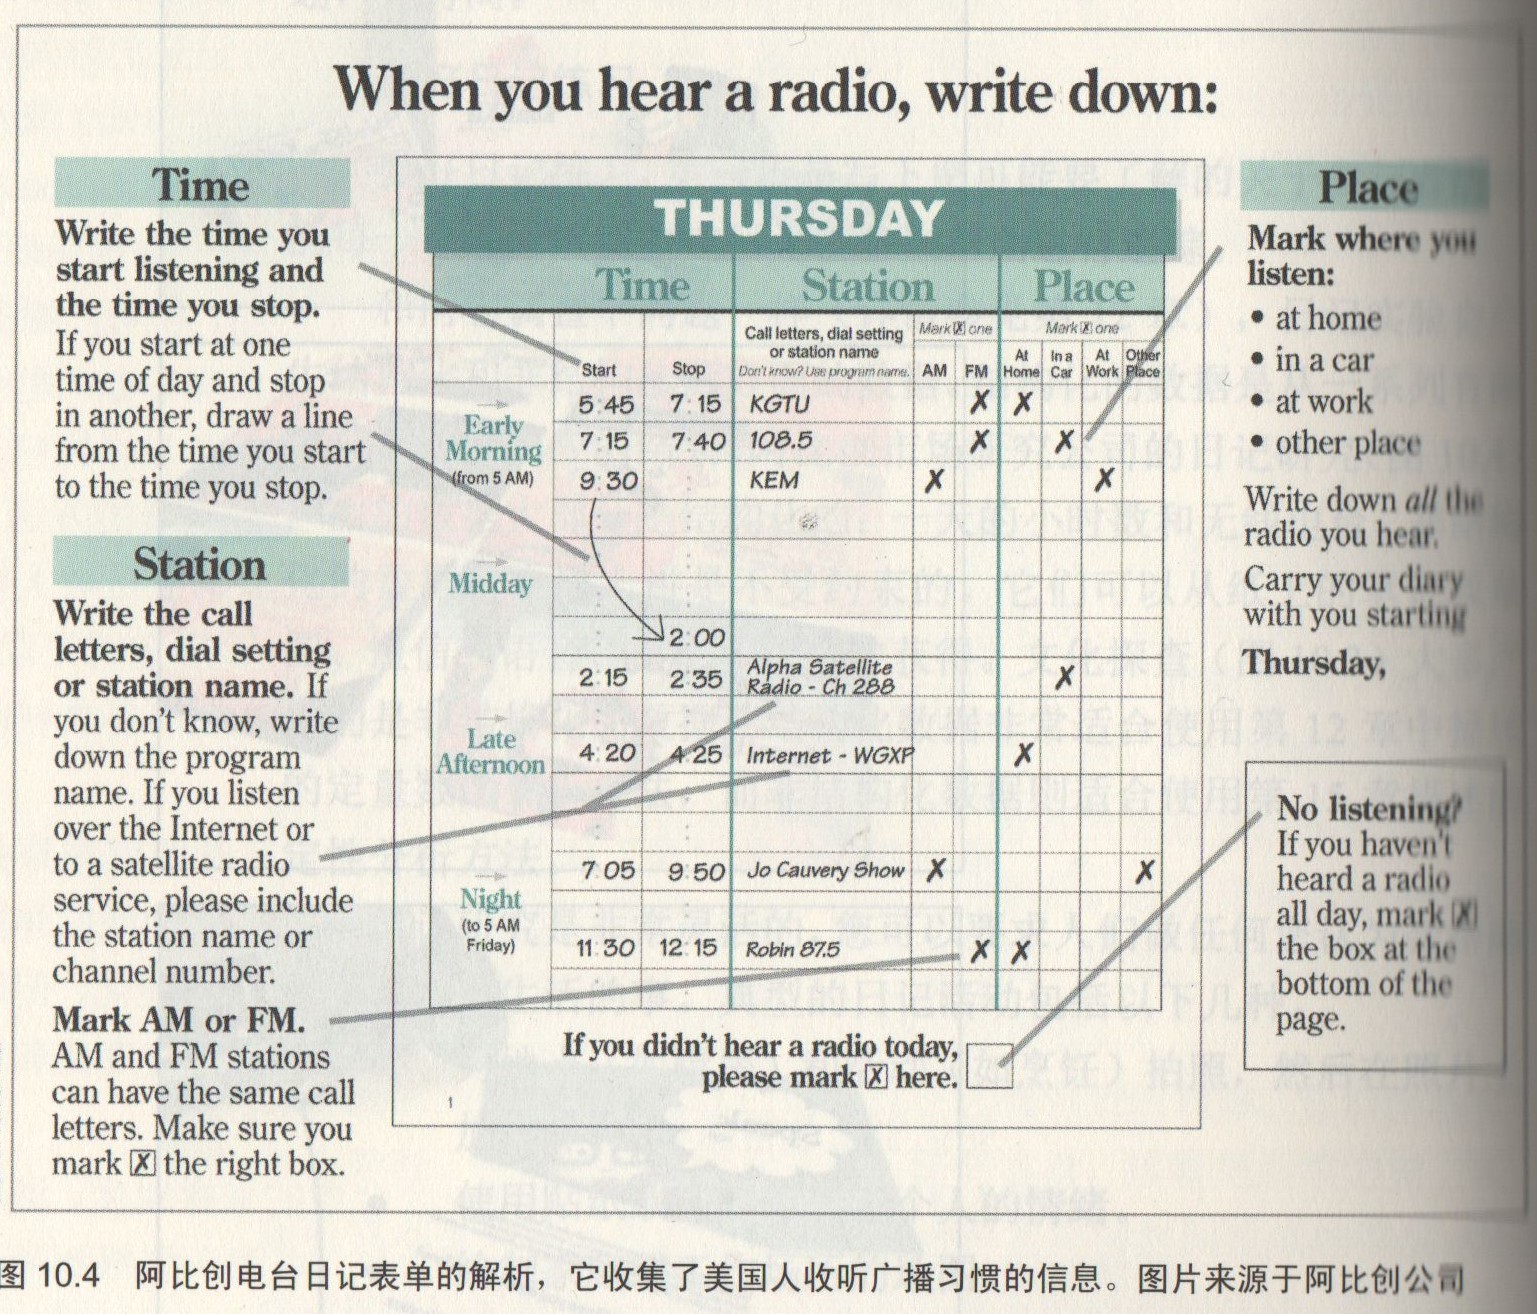 When you hear a radio, write down:
Time
Write the time you
start listening and
the time you stop.
If you start at one
time of day and stop
in another, draw a line
from the time you start
to the time you stop.
Station
Write the call
letters, dial setting
or station name. If
you don't know, write
down the program
name. If you listen
over the Internet or
to a satellite radio
service, please include
the station name or
channel number.
Mark AM or FM.
AM and FM stations
can have the same call
letters. Make sure you
mark X the right box.
THURSDAY
Time Station Place
Call letters, dial setting
or station name
Don't know? Use program name.
Mark X one Mark X one
Start Stop AM FM At Home In a Car At Work Other Place
Early
Morning
(from 5 AM)
5:45 7:15 KGTU X X
7:15 7:40 108.5 X X
9:30 KEM X X
Midday
2:00
2:15 2:35 Alpha Satellite
Radio - Ch 288 X
Late
Afternoon
4:20 4:25 Internet - WGXP X
Night
(to 5 AM
Friday)
7:05 9:50 Jo Cauvery Show X X
11:30 12:15 Robin 87.5 X X
If you didn't hear a radio today,
please mark X here.
1
Place
Mark where you
listen:
• at home
• in a car
• at work
• other place
Write down all the
radio you hear.
Carry your diary
with you starting
Thursday,
No listening?
If you haven't
heard a radio
all day, mark X
the box at the
bottom of the
page.
图 10.4 阿比创电台日记表单的解析，它收集了美国人收听广播习惯的信息。图片来源于阿比创公司